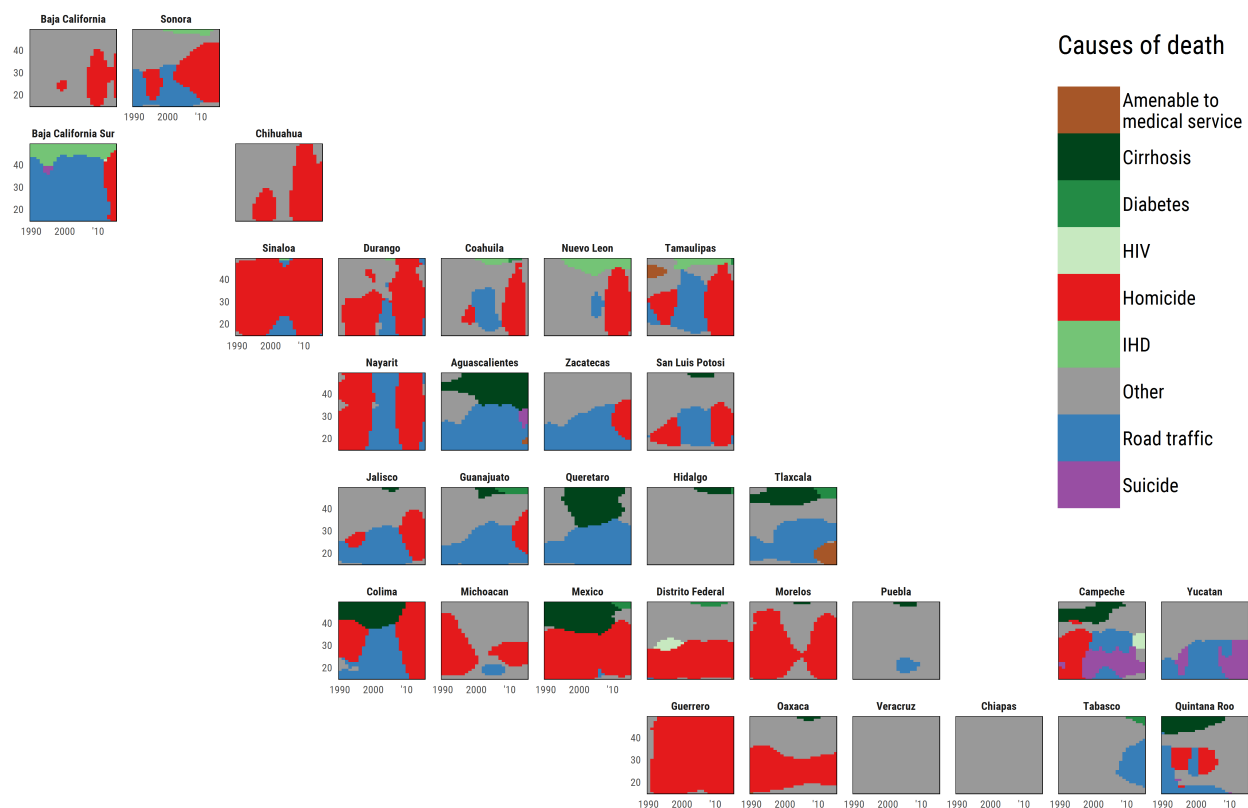 Baja California
Sonora
40
30
20
1990 2000 '10
Baja California Sur
Chihuahua
40
30
20
1990 2000 '10
Sinaloa
Durango
Coahuila
Nuevo Leon
Tamaulipas
40
30
20
1990 2000 '10
Nayarit
Aguascalientes
Zacatecas
San Luis Potosi
40
30
20
Jalisco
Guanajuato
Queretaro
Hidalgo
Tlaxcala
40
30
20
Colima
Michoacan
Mexico
Distrito Federal
Morelos
Puebla
Campeche
Yucatan
40
30
20
1990 2000 '10
1990 2000 '10
1990 2000 '10
Guerrero
Oaxaca
Veracruz
Chiapas
Tabasco
Quintana Roo
40
30
20
1990 2000 '10
1990 2000 '10
1990 2000 '10
1990 2000 '10
1990 2000 '10
1990 2000 '10
Causes of death
Amenable to
medical service
Cirrhosis
Diabetes
HIV
Homicide
IHD
Other
Road traffic
Suicide